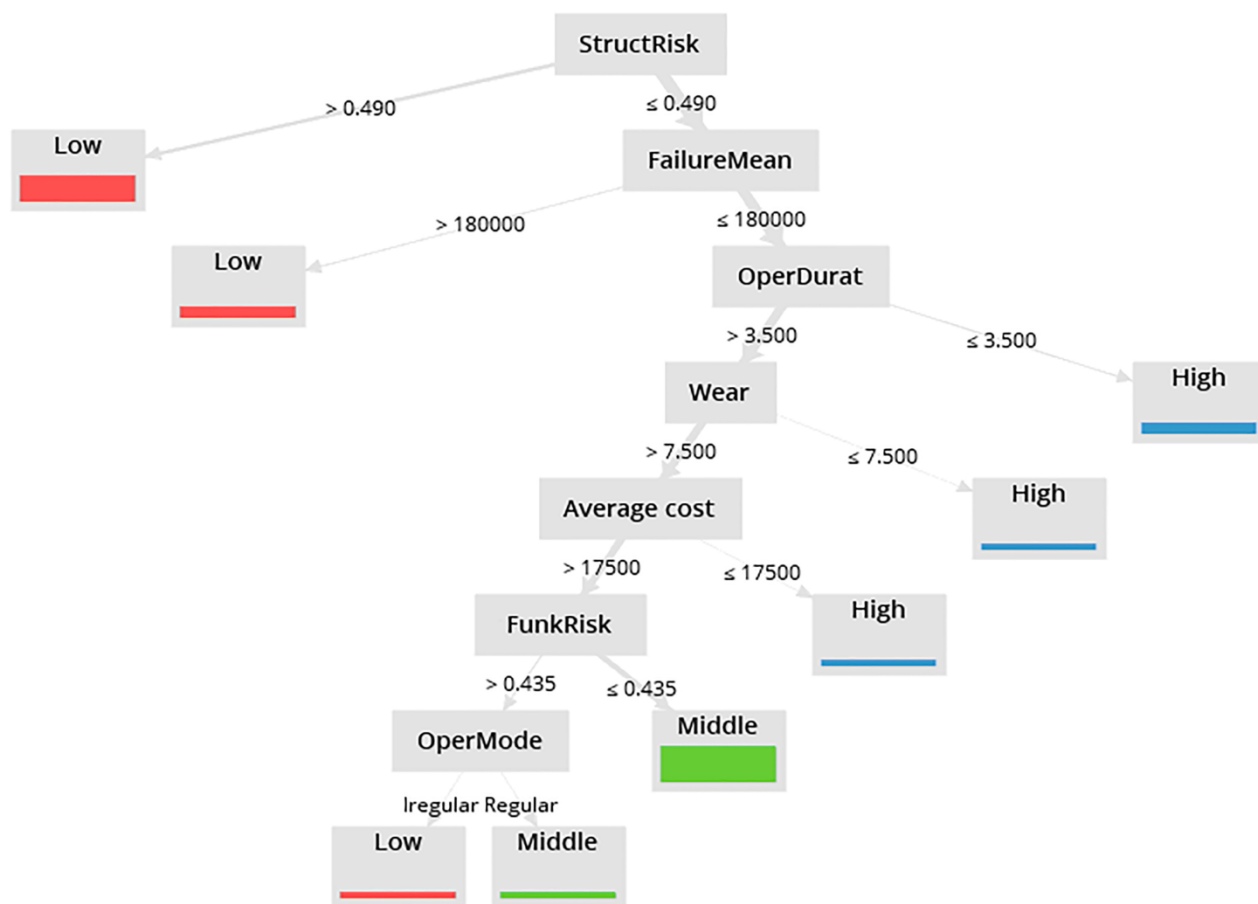 StructRisk
> 0.490
≤ 0.490
Low
FailureMean
> 180000
≤ 180000
Low
OperDurat
> 3.500
≤ 3.500
Wear
High
> 7.500
≤ 7.500
Average cost
High
> 17500
≤ 17500
FunkRisk
High
> 0.435
≤ 0.435
OperMode
Middle
Iregular Regular
Low
Middle